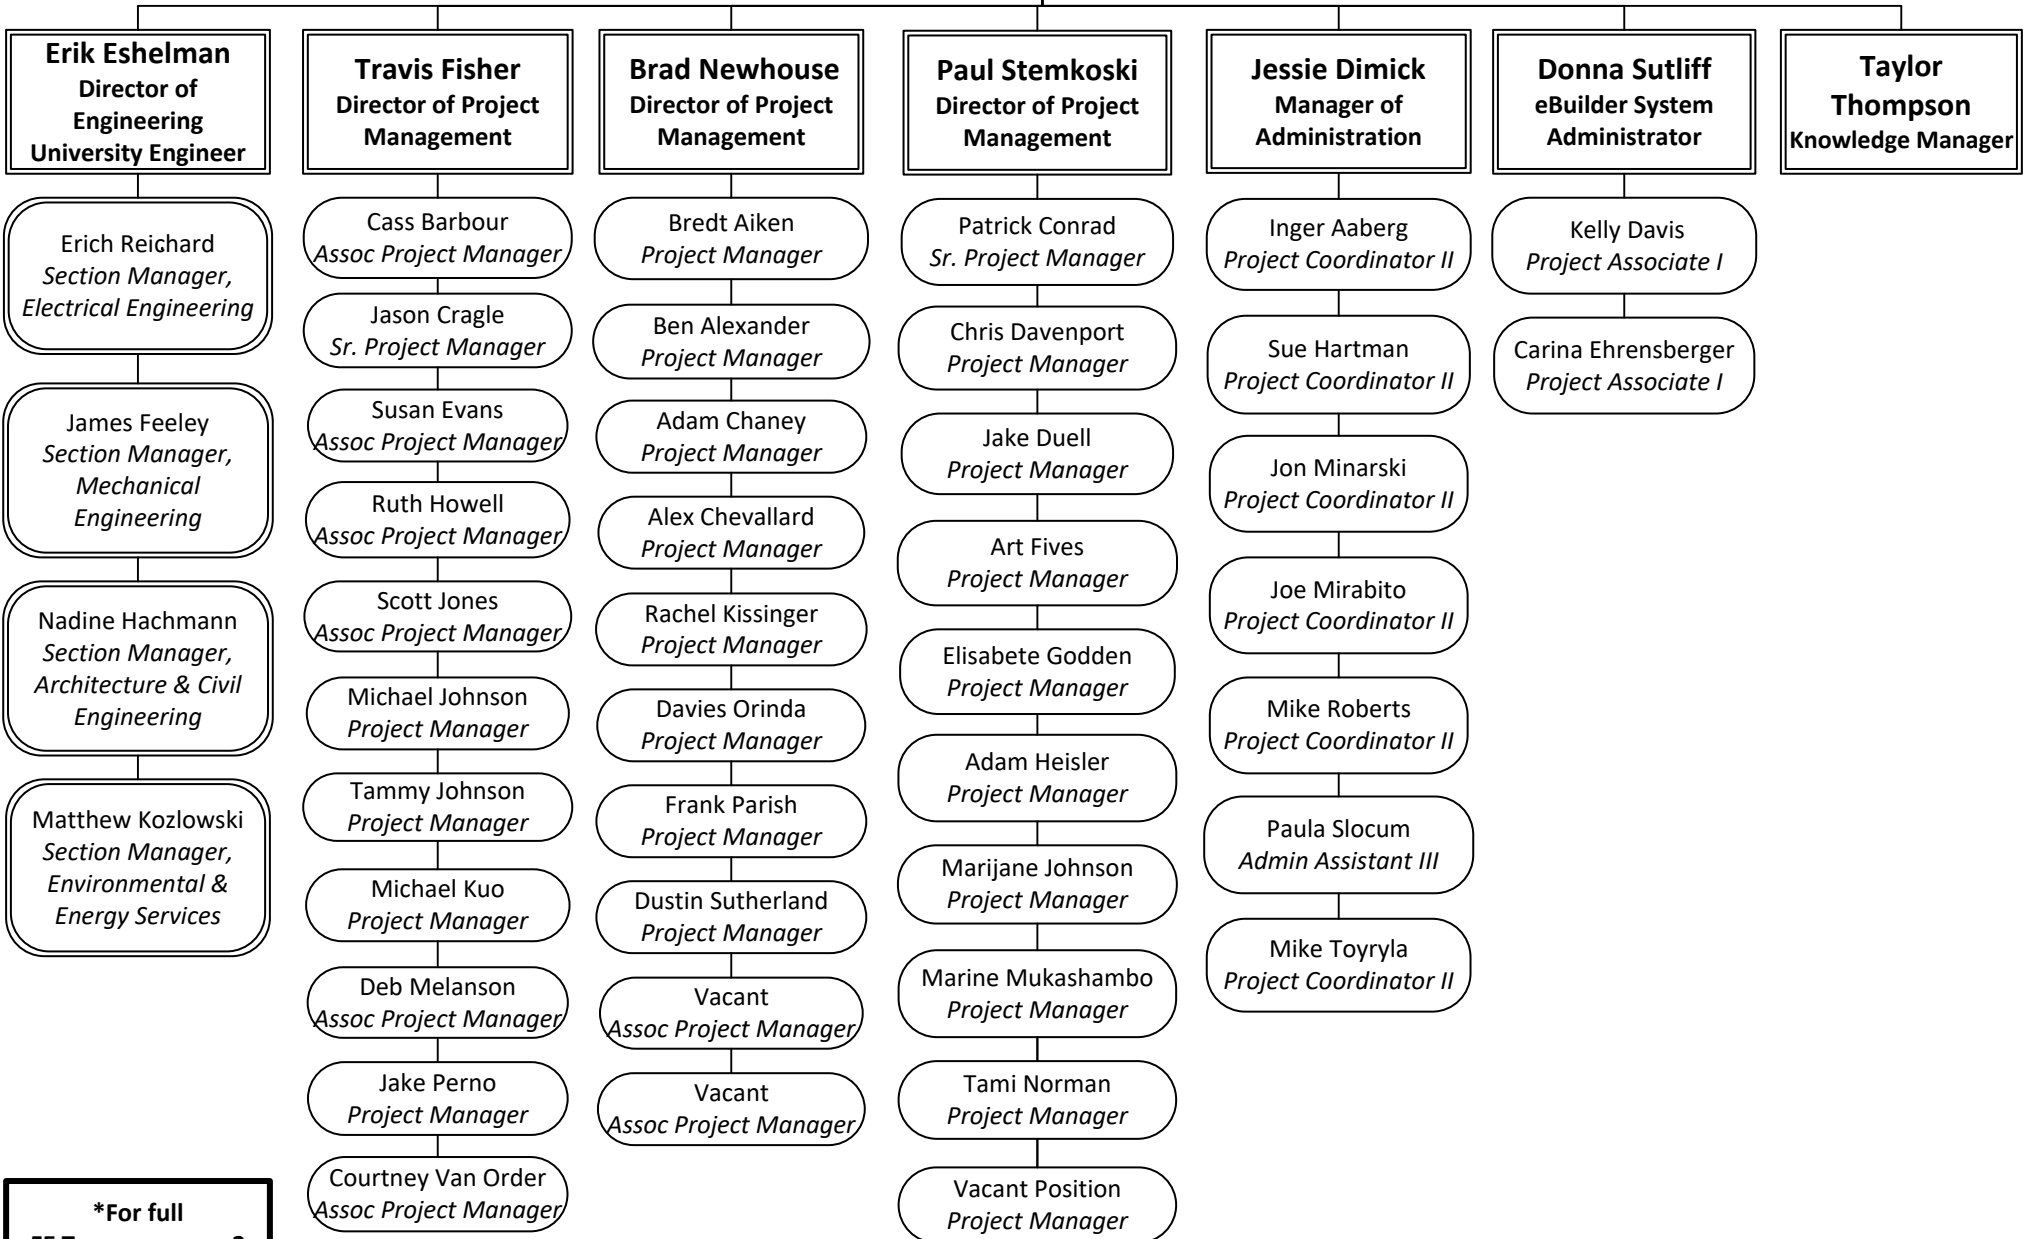 Erik Eshelman
Director of
Engineering
University Engineer
Erich Reichard
Section Manager,
Electrical Engineering
James Feeley
Section Manager,
Mechanical
Engineering
Nadine Hachmann
Section Manager,
Architecture & Civil
Engineering
Matthew Kozlowski
Section Manager,
Environmental &
Energy Services
*For full
Travis Fisher
Director of Project
Management
Cass Barbour
Assoc Project Manager
Jason Cragle
Sr. Project Manager
Susan Evans
Assoc Project Manager
Ruth Howell
Assoc Project Manager
Scott Jones
Assoc Project Manager
Michael Johnson
Project Manager
Tammy Johnson
Project Manager
Michael Kuo
Project Manager
Deb Melanson
Assoc Project Manager
Jake Perno
Project Manager
Courtney Van Order
Assoc Project Manager
Brad Newhouse
Director of Project
Management
Bredt Aiken
Project Manager
Ben Alexander
Project Manager
Adam Chaney
Project Manager
Alex Chevallard
Project Manager
Rachel Kissinger
Project Manager
Davies Orinda
Project Manager
Frank Parish
Project Manager
Dustin Sutherland
Project Manager
Vacant
Assoc Project Manager
Vacant
Assoc Project Manager
Paul Stemkoski
Director of Project
Management
Patrick Conrad
Sr. Project Manager
Chris Davenport
Project Manager
Jake Duell
Project Manager
Art Fives
Project Manager
Elisabete Godden
Project Manager
Adam Heisler
Project Manager
Marijane Johnson
Project Manager
Marine Mukashambo
Project Manager
Tami Norman
Project Manager
Vacant Position
Project Manager
Jessie Dimick
Manager of
Administration
Inger Aaberg
Project Coordinator II
Sue Hartman
Project Coordinator II
Jon Minarski
Project Coordinator II
Joe Mirabito
Project Coordinator II
Mike Roberts
Project Coordinator II
Paula Slocum
Admin Assistant III
Mike Toyryla
Project Coordinator II
Donna Sutliff
eBuilder System
Administrator
Kelly Davis
Project Associate I
Carina Ehrensberger
Project Associate I
Taylor
Thompson
Knowledge Manager